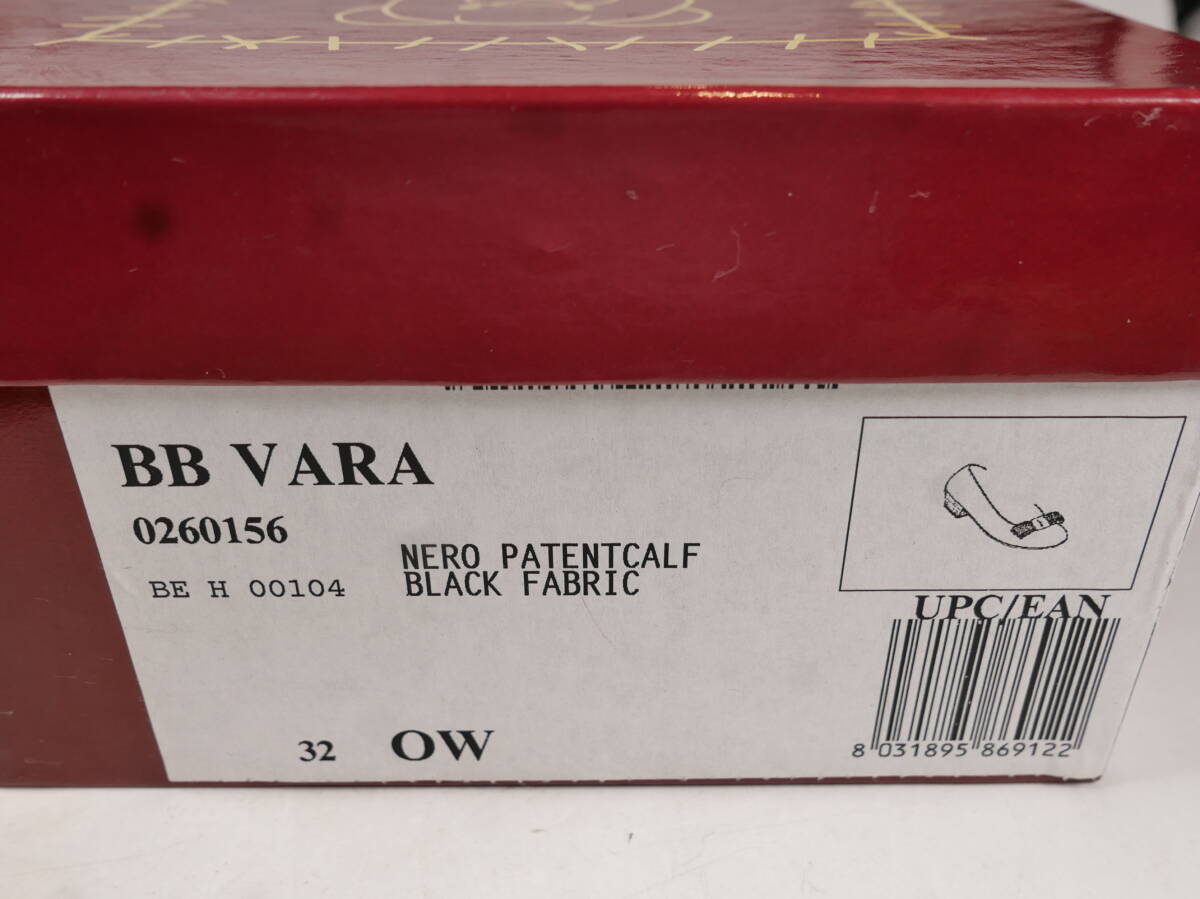 BB VARA
0260156
NERO PATENTCALF
BE H 00104 BLACK FABRIC
UPC/EAN
32 OW
8 031895 869122